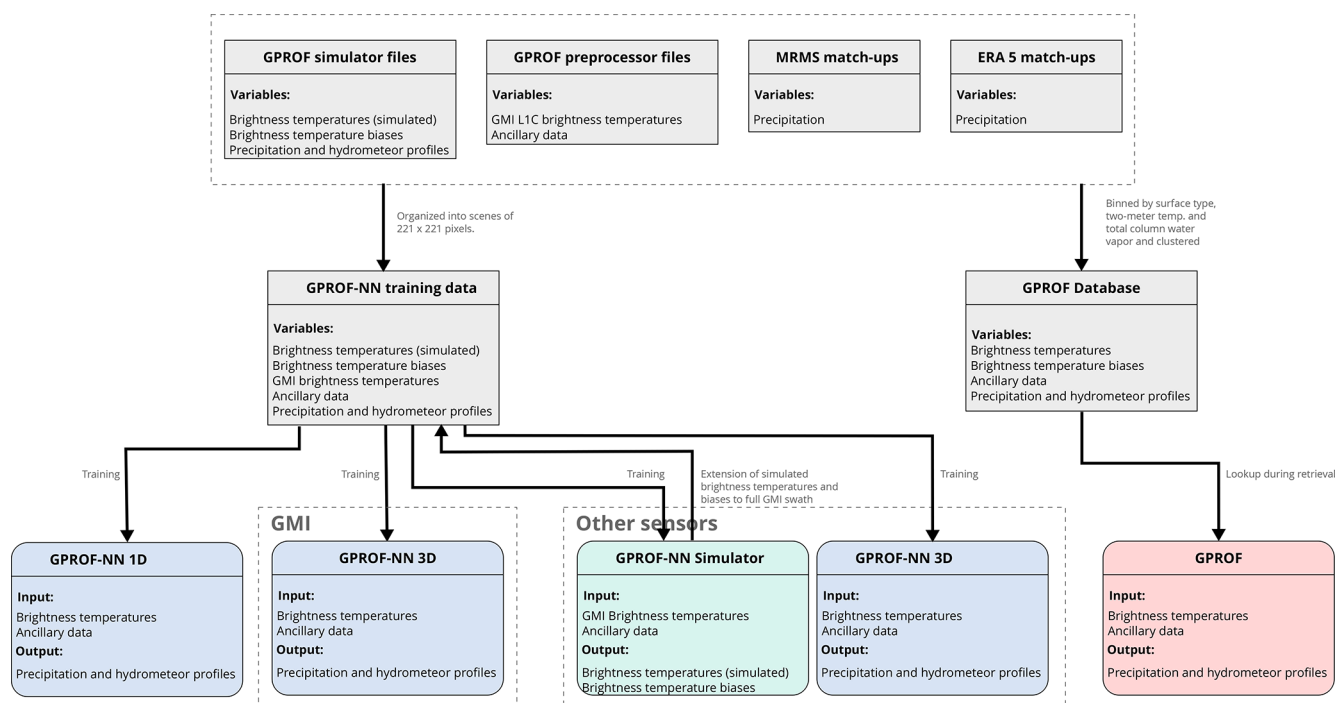 GPROF simulator files
Variables:
Brightness temperatures (simulated)
Brightness temperature biases
Precipitation and hydrometeor profiles
GPROF preprocessor files
Variables:
GMI L1C brightness temperatures
Ancillary data
MRMS match-ups
Variables:
Precipitation
ERA 5 match-ups
Variables:
Precipitation
Organized into scenes of
221 x 221 pixels.
Binned by surface type,
two-meter temp. and
total column water
vapor and clustered
GPROF-NN training data
Variables:
Brightness temperatures (simulated)
Brightness temperature biases
GMI brightness temperatures
Ancillary data
Precipitation and hydrometeor profiles
GPROF Database
Variables:
Brightness temperatures
Brightness temperature biases
Ancillary data
Precipitation and hydrometeor profiles
Training
Training
Training
Extension of simulated
brightness temperatures and
biases to full GMI swath
Training
Lookup during retrieval
GMI
Other sensors
GPROF-NN 1D
Input:
Brightness temperatures
Ancillary data
Output:
Precipitation and hydrometeor profiles
GPROF-NN 3D
Input:
Brightness temperatures
Ancillary data
Output:
Precipitation and hydrometeor profiles
GPROF-NN Simulator
Input:
GMI Brightness temperatures
Ancillary data
Output:
Brightness temperatures (simulated)
Brightness temperature biases
GPROF-NN 3D
Input:
Brightness temperatures
Ancillary data
Output:
Precipitation and hydrometeor profiles
GPROF
Input:
Brightness temperatures
Ancillary data
Output:
Precipitation and hydrometeor profiles